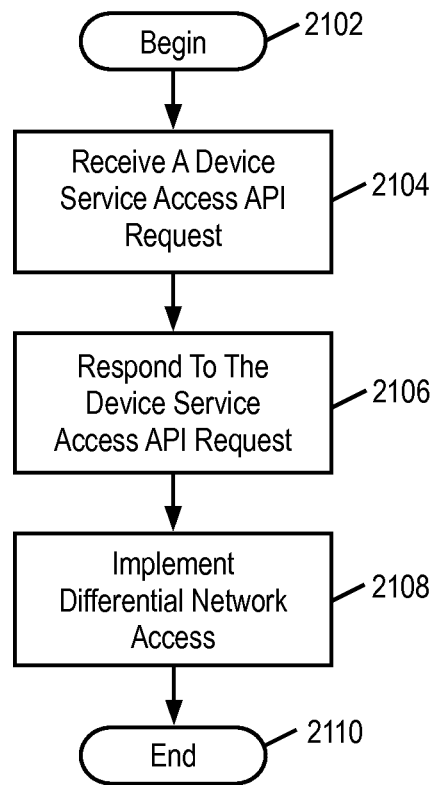 Begin
2102
Receive A Device
Service Access API
Request
2104
Respond To The
Device Service
Access API Request
2106
Implement
Differential Network
Access
2108
End
2110